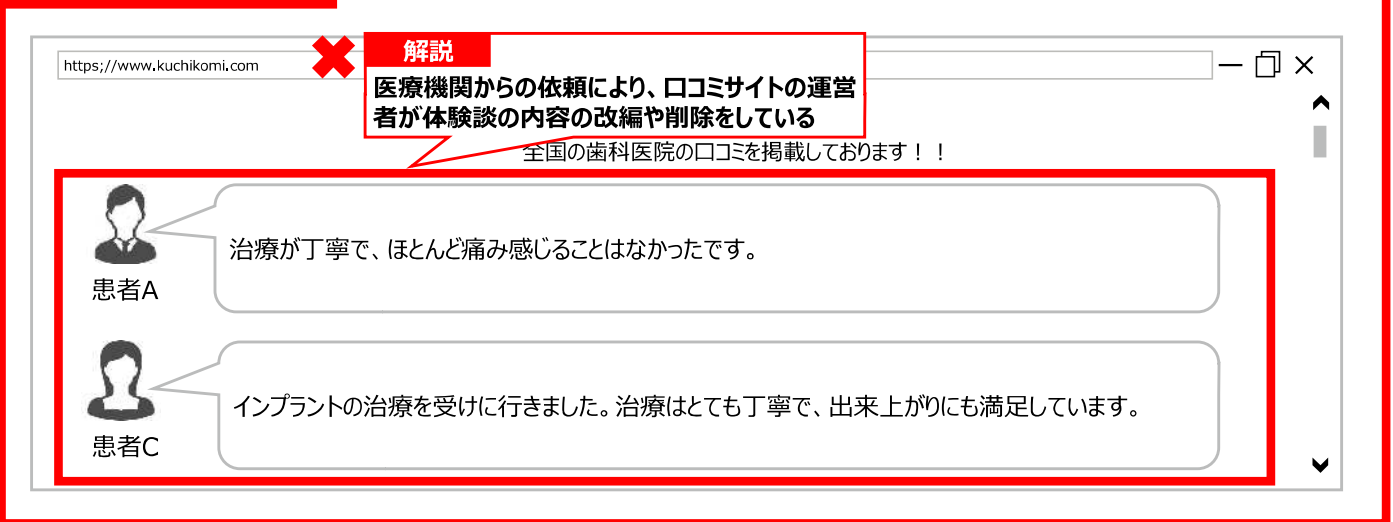 https;//www.kuchikomi.com
解説
医療機関からの依頼により、口コミサイトの運営
者が体験談の内容の改編や削除をしている
全国の歯科医院の口コミを掲載しております！！
治療が丁寧で、ほとんど痛み感じることはなかったです。
患者A
インプラントの治療を受けに行きました。治療はとても丁寧で、出来上がりにも満足しています。
患者C